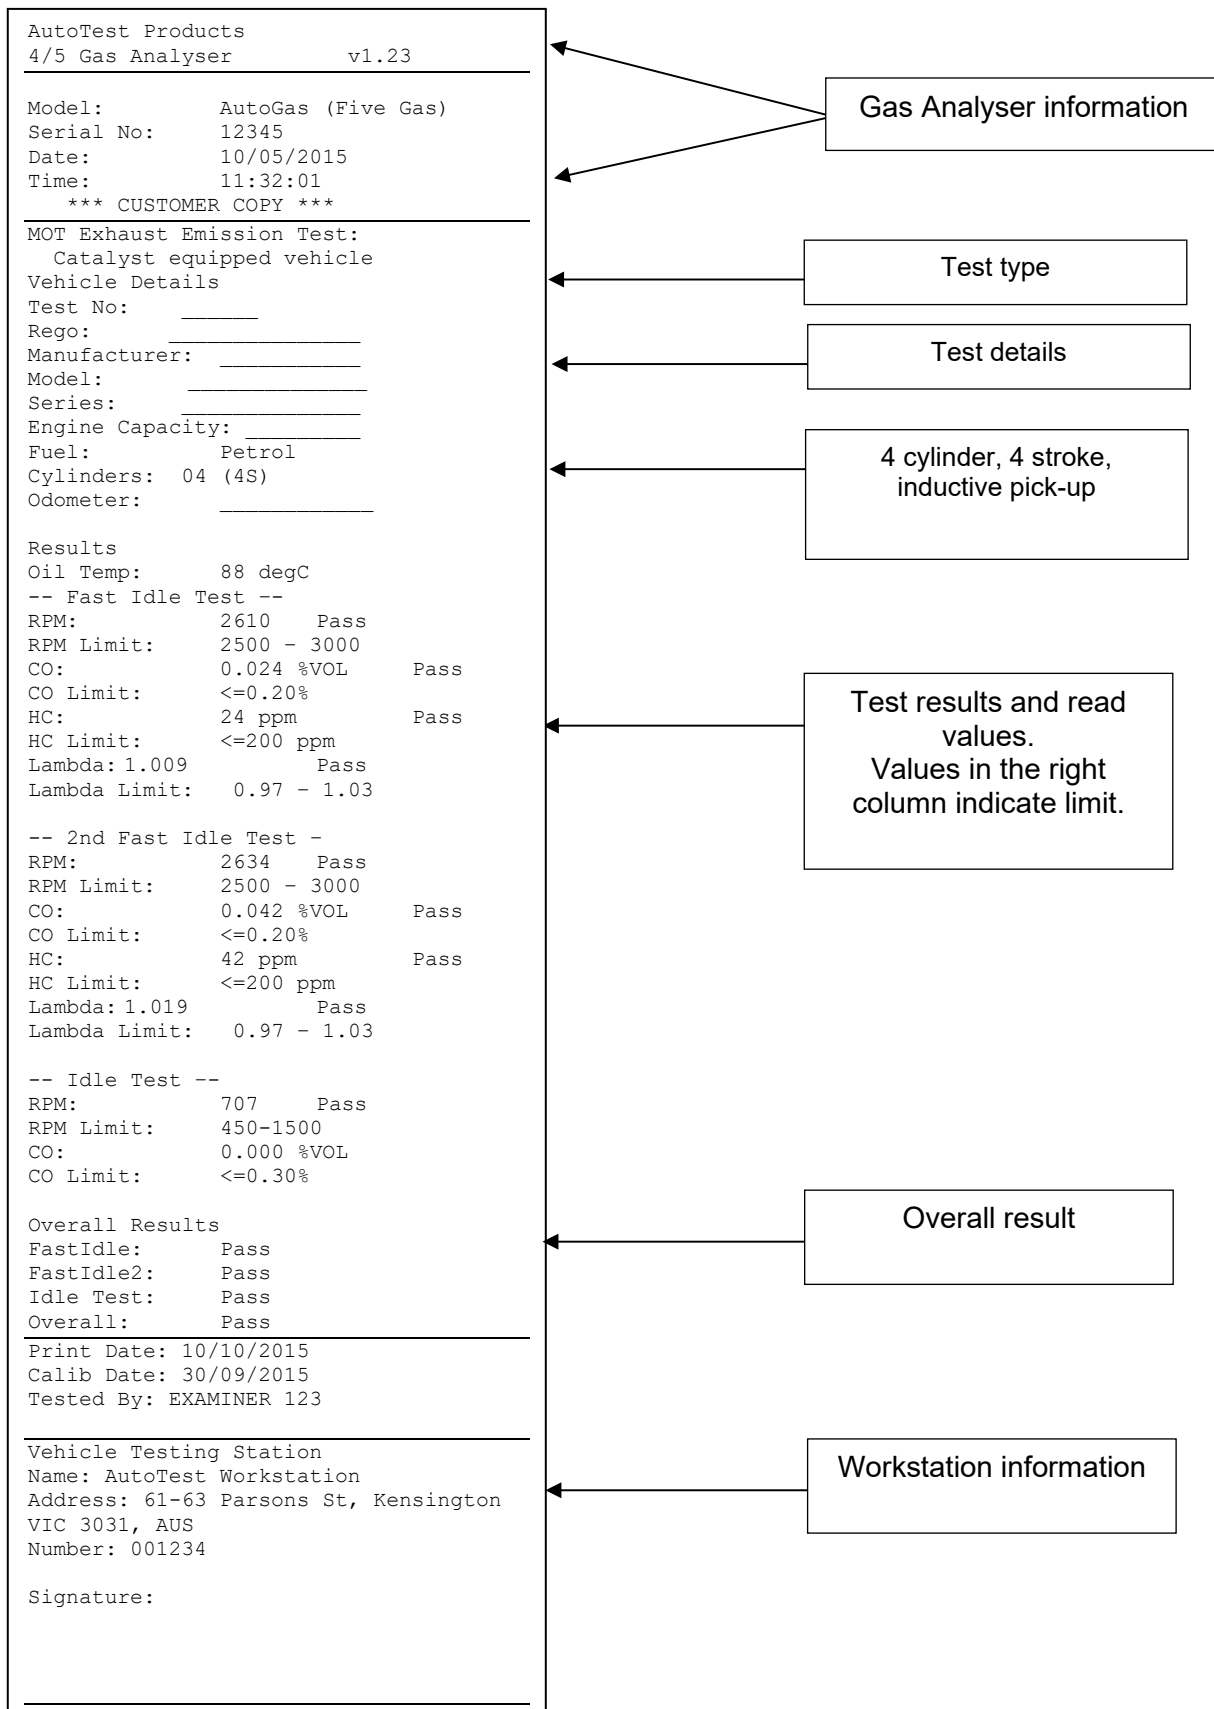 AutoTest Products
4/5 Gas Analyser v1.23
Model: AutoGas (Five Gas)
Serial No: 12345
Date: 10/05/2015
Time: 11:32:01
*** CUSTOMER COPY ***
MOT Exhaust Emission Test:
Catalyst equipped vehicle
Vehicle Details
Test No: ______
Rego: _______________
Manufacturer: ___________
Model: ______________
Series: ______________
Engine Capacity: _________
Fuel: Petrol
Cylinders: 04 (4S)
Odometer: ____________
Results
Oil Temp: 88 degC
-- Fast Idle Test --
RPM: 2610 Pass
RPM Limit: 2500 – 3000
CO: 0.024 %VOL Pass
CO Limit: <=0.20%
HC: 24 ppm Pass
HC Limit: <=200 ppm
Lambda: 1.009 Pass
Lambda Limit: 0.97 – 1.03
-- 2nd Fast Idle Test –
RPM: 2634 Pass
RPM Limit: 2500 – 3000
CO: 0.042 %VOL Pass
CO Limit: <=0.20%
HC: 42 ppm Pass
HC Limit: <=200 ppm
Lambda: 1.019 Pass
Lambda Limit: 0.97 – 1.03
-- Idle Test --
RPM: 707 Pass
RPM Limit: 450-1500
CO: 0.000 %VOL
CO Limit: <=0.30%
Overall Results
FastIdle: Pass
FastIdle2: Pass
Idle Test: Pass
Overall: Pass
Print Date: 10/10/2015
Calib Date: 30/09/2015
Tested By: EXAMINER 123
Vehicle Testing Station
Name: AutoTest Workstation
Address: 61-63 Parsons St, Kensington
VIC 3031, AUS
Number: 001234
Signature:
Gas Analyser information
Test type
Test details
4 cylinder, 4 stroke,
inductive pick-up
Test results and read
values.
Values in the right
column indicate limit.
Overall result
Workstation information